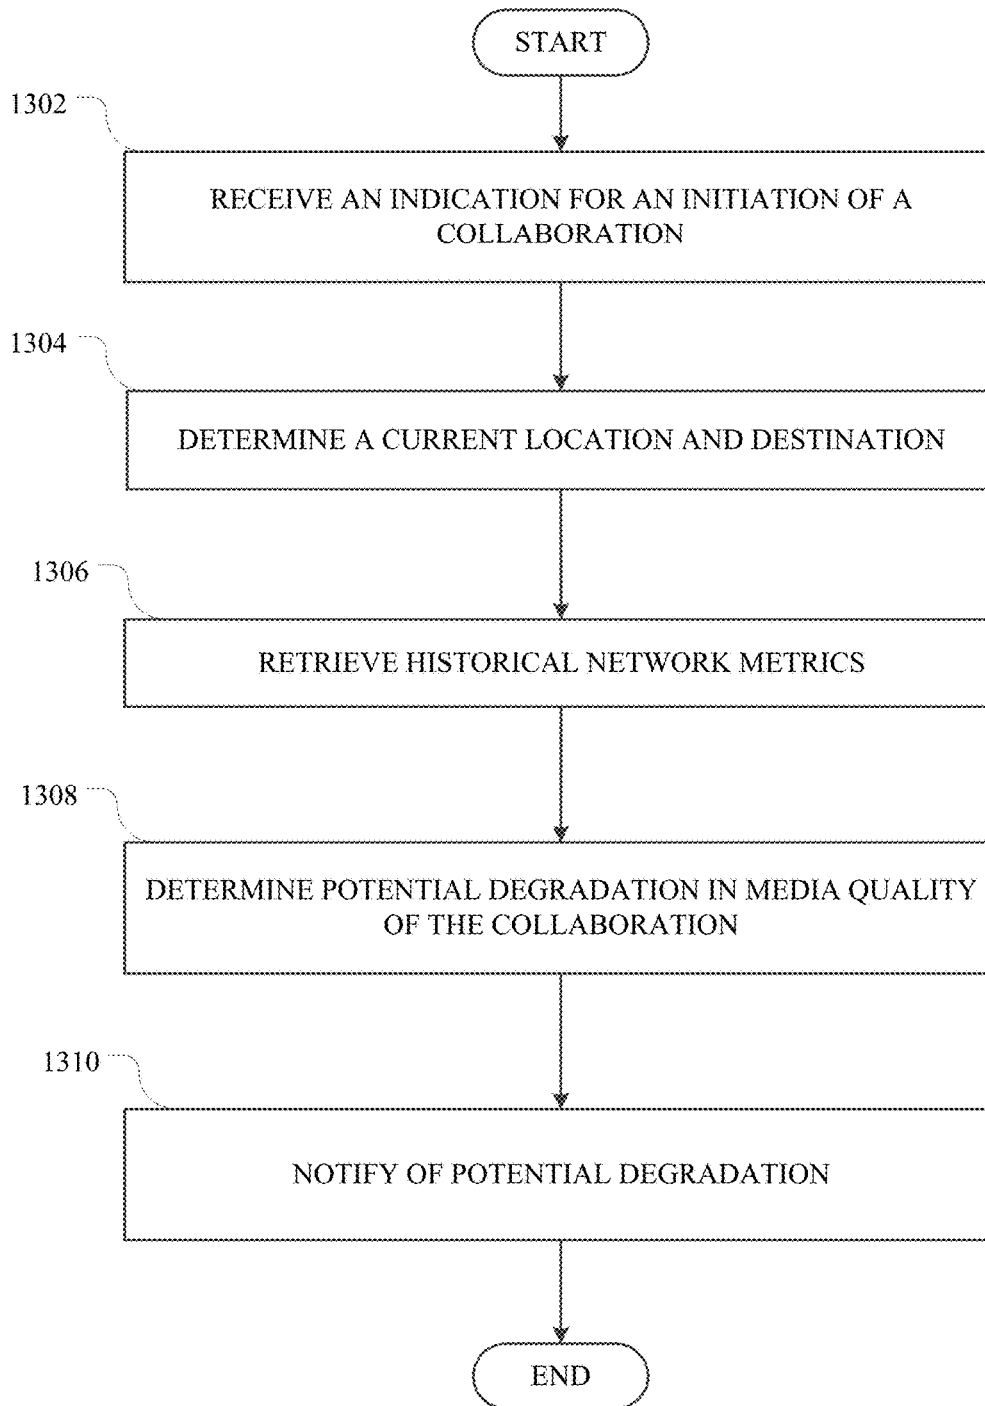 START
1302
RECEIVE AN INDICATION FOR AN INITIATION OF A
COLLABORATION
1304
DETERMINE A CURRENT LOCATION AND DESTINATION
1306
RETRIEVE HISTORICAL NETWORK METRICS
1308
DETERMINE POTENTIAL DEGRADATION IN MEDIA QUALITY
OF THE COLLABORATION
1310
NOTIFY OF POTENTIAL DEGRADATION
END